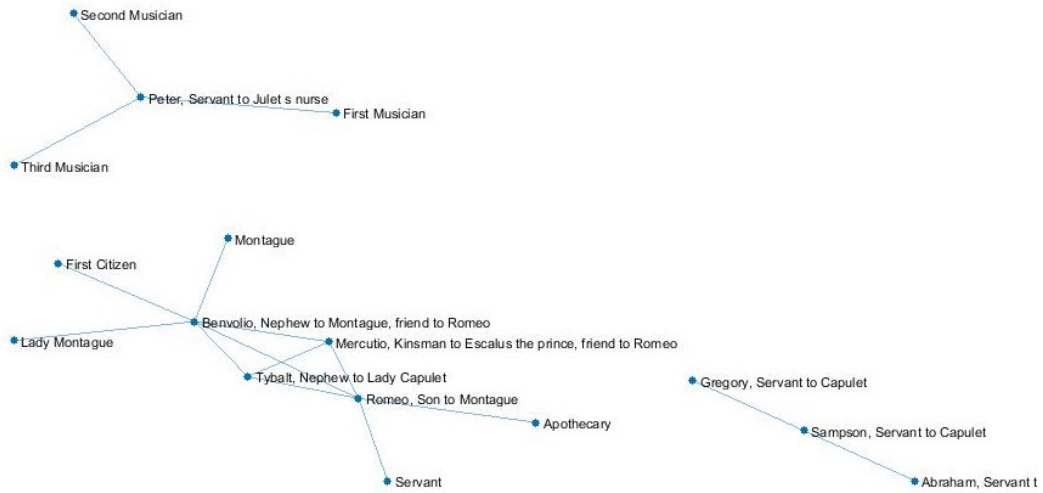 Second Musician
Peter, Servant to Julet s nurse
First Musician
Third Musician
Montague
First Citizen
Benvolio, Nephew to Montague, friend to Romeo
Lady Montague
Mercutio, Kinsman to Escalus the prince, friend to Romeo
Tybalt, Nephew to Lady Capulet
Gregory, Servant to Capulet
Romeo, Son to Montague
Apothecary
Sampson, Servant to Capulet
Servant
Abraham, Servant t